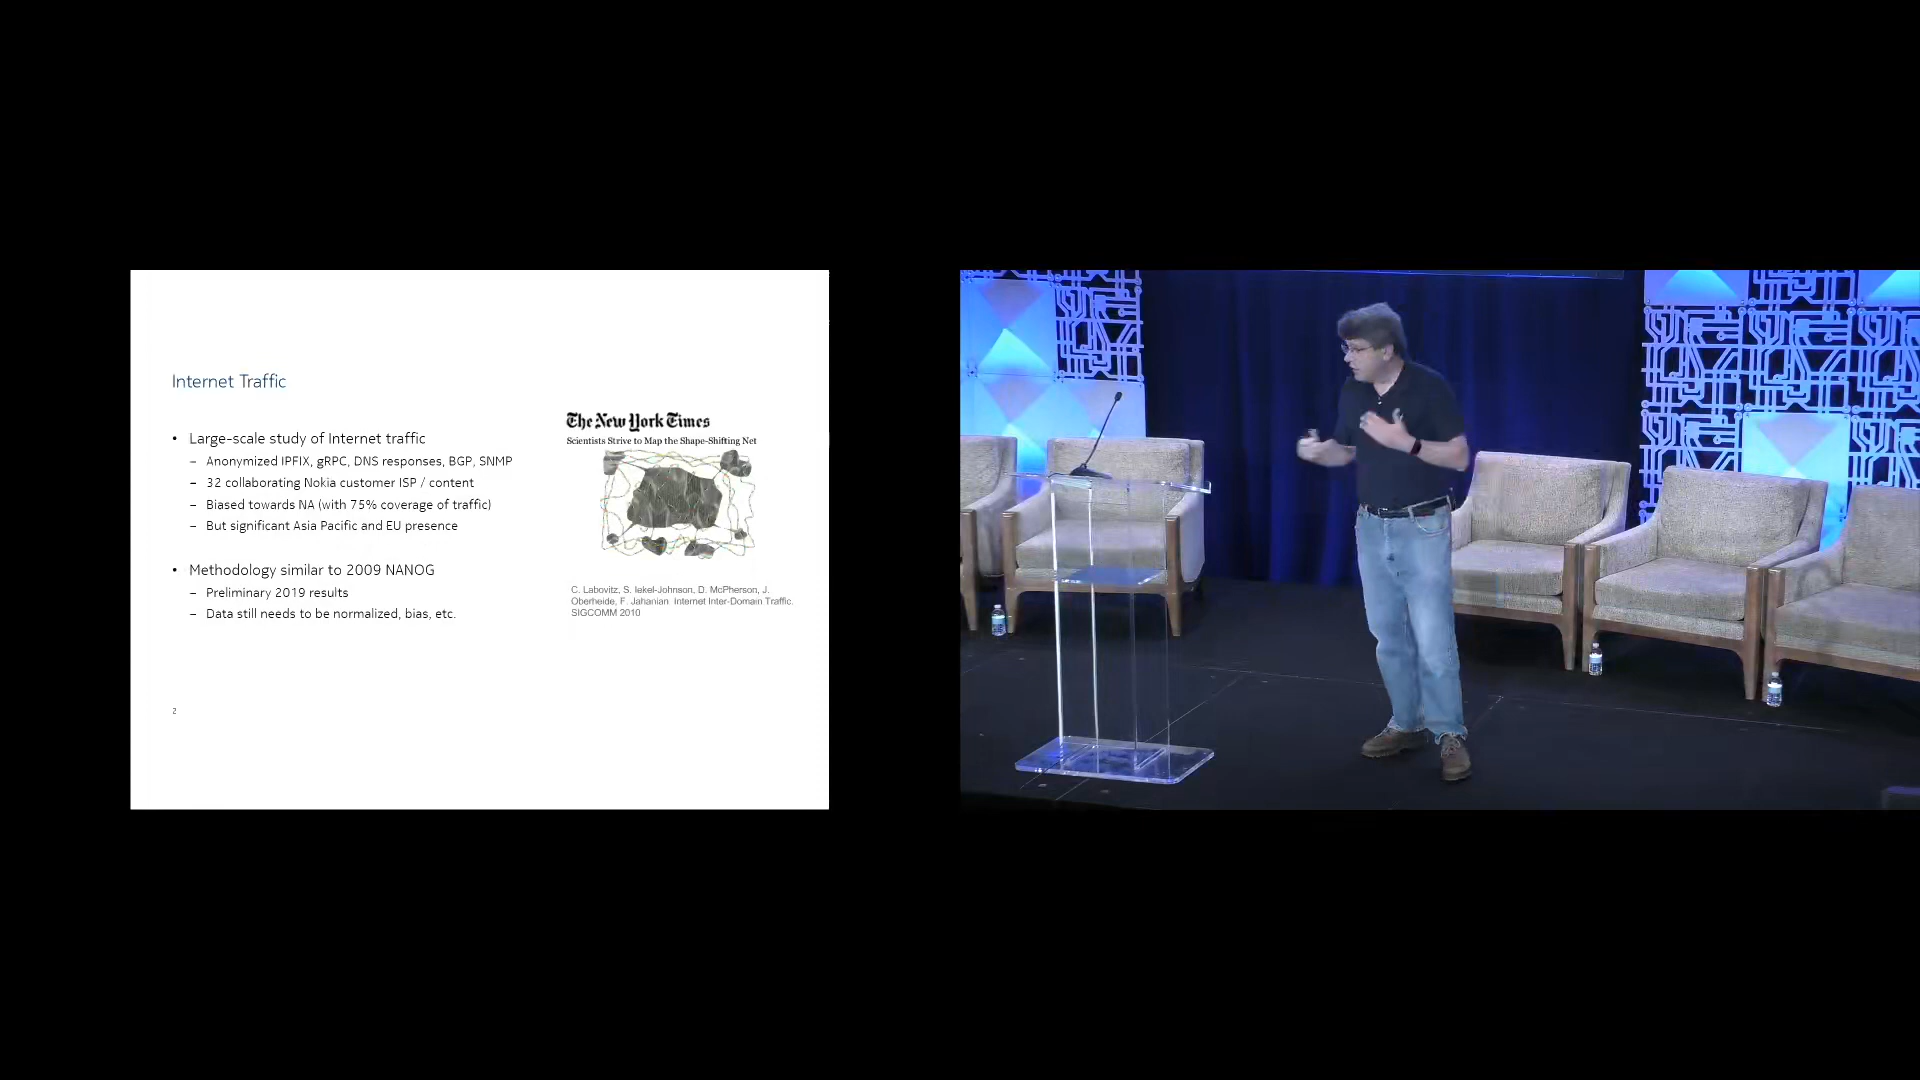 Internet Traffic
• Large-scale study of Internet traffic
– Anonymized IPFIX, gRPC, DNS responses, BGP, SNMP
– 32 collaborating Nokia customer ISP / content
– Biased towards NA (with 75% coverage of traffic)
– But significant Asia Pacific and EU presence
• Methodology similar to 2009 NANOG
– Preliminary 2019 results
– Data still needs to be normalized, bias, etc.
The New York Times
Scientists Strive to Map the Shape-Shifting Net
C. Labovitz, S. Iekel-Johnson, D. McPherson, J.
Oberheide, F. Jahanian Internet Inter-Domain Traffic.
SIGCOMM 2010
2